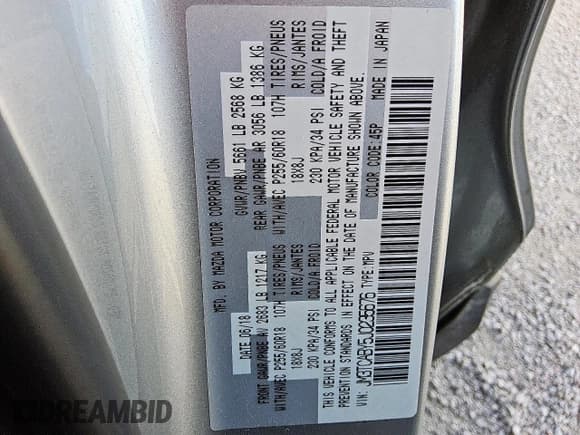 MFD. BY MAZDA MOTOR CORPORATION
DATE 06/18 GVWR/PNBV 5661 LB 2568 KG
FRONT GAWR/PNBE AV 2683 LB 1217 KG REAR GAWR/PNBE AR 3056 LB 1386 KG
WITH/AVEC P255/60R18 107H TIRES/PNEUS WITH/AVEC P255/60R18 107H TIRES/PNEUS
18X8J RIMS/JANTES 18X8J RIMS/JANTES
230 KPA/34 PSI COLD/A FROID 230 KPA/34 PSI COLD/A FROID
THIS VEHICLE CONFORMS TO ALL APPLICABLE FEDERAL MOTOR VEHICLE SAFETY AND THEFT
PREVENTION STANDARDS IN EFFECT ON THE DATE OF MANUFACTURE SHOWN ABOVE.
VIN: JM3TCABY5J0235676 TYPE:MPV COLOR CODE:45P MADE IN JAPAN
DREAMBID